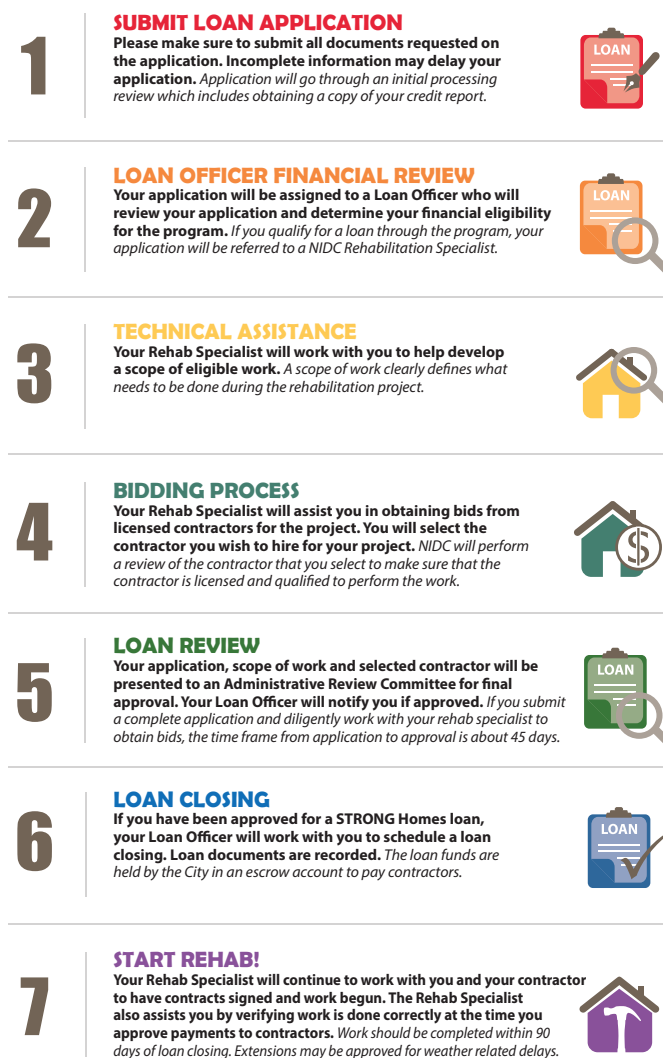 1
SUBMIT LOAN APPLICATION
Please make sure to submit all documents requested on
the application. Incomplete information may delay your
application. Application will go through an initial processing
review which includes obtaining a copy of your credit report.
LOAN
2
LOAN OFFICER FINANCIAL REVIEW
Your application will be assigned to a Loan Officer who will
review your application and determine your financial eligibility
for the program. If you qualify for a loan through the program, your
application will be referred to a NIDC Rehabilitation Specialist.
LOAN
3
TECHNICAL ASSISTANCE
Your Rehab Specialist will work with you to help develop
a scope of eligible work. A scope of work clearly defines what
needs to be done during the rehabilitation project.
4
BIDDING PROCESS
Your Rehab Specialist will assist you in obtaining bids from
licensed contractors for the project. You will select the
contractor you wish to hire for your project. NIDC will perform
a review of the contractor that you select to make sure that the
contractor is licensed and qualified to perform the work.
$
5
LOAN REVIEW
Your application, scope of work and selected contractor will be
presented to an Administrative Review Committee for final
approval. Your Loan Officer will notify you if approved. If you submit
a complete application and diligently work with your rehab specialist to
obtain bids, the time frame from application to approval is about 45 days.
LOAN
6
LOAN CLOSING
If you have been approved for a STRONG Homes loan,
your Loan Officer will work with you to schedule a loan
closing. Loan documents are recorded. The loan funds are
held by the City in an escrow account to pay contractors.
LOAN
7
START REHAB!
Your Rehab Specialist will continue to work with you and your contractor
to have contracts signed and work begun. The Rehab Specialist
also assists you by verifying work is done correctly at the time you
approve payments to contractors. Work should be completed within 90
days of loan closing. Extensions may be approved for weather related delays.